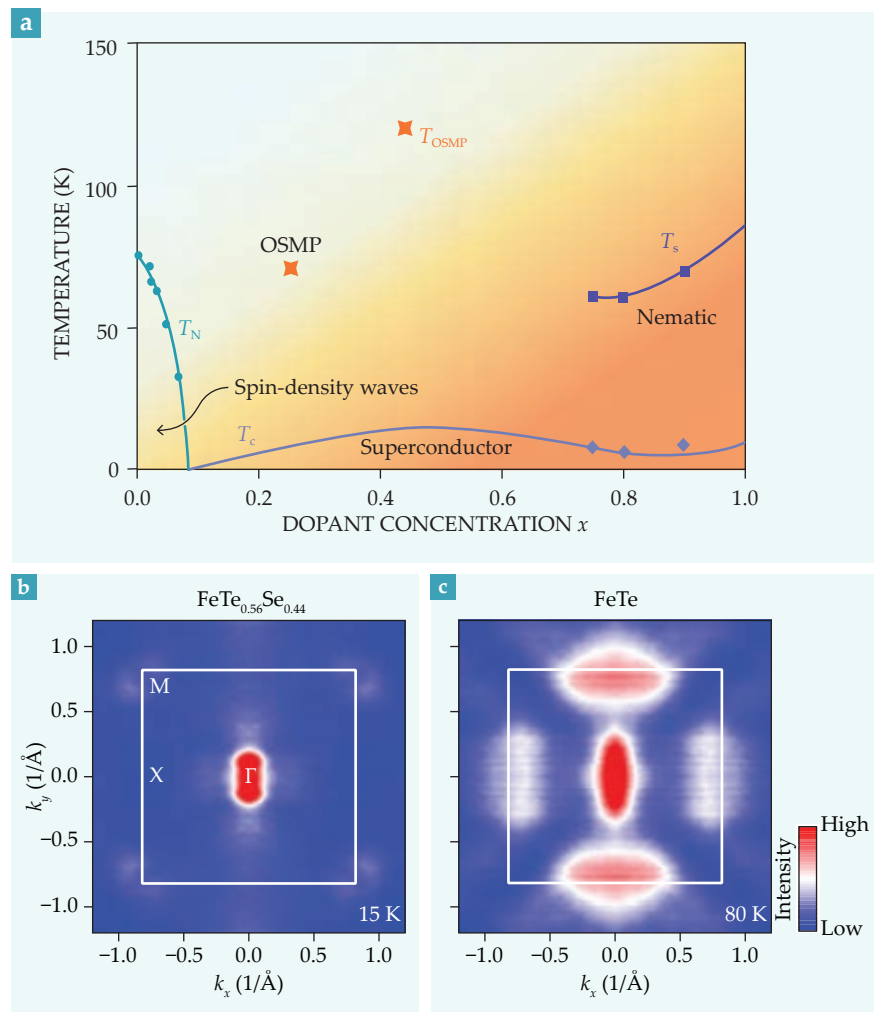 a
150
100
50
0
TEMPERATURE (K)
T_OSMP
OSMP
T_s
Nematic
T_N
Spin-density waves
T_c
Superconductor
0.0 0.2 0.4 0.6 0.8 1.0
DOPANT CONCENTRATION x
b
FeTe₀.₅₆Se₀.₄₄
1.0
0.5
0.0
−0.5
−1.0
k_y (1/Å)
M
X
Γ
15 K
−1.0 −0.5 0.0 0.5 1.0
k_x (1/Å)
c
FeTe
80 K
−1.0 −0.5 0.0 0.5 1.0
k_x (1/Å)
High
Intensity
Low